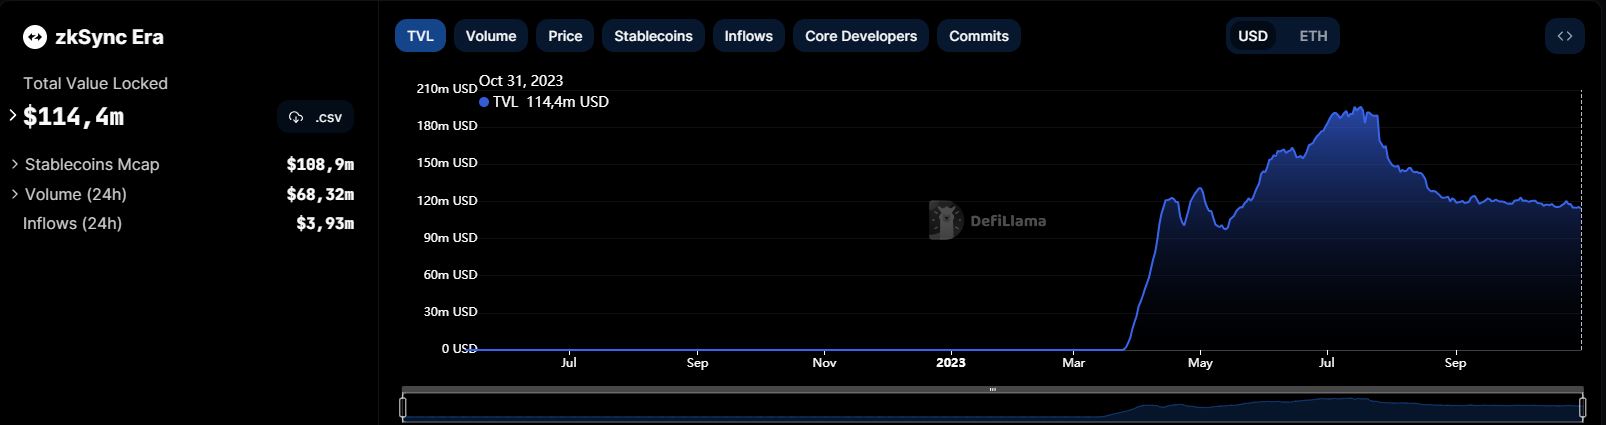 zkSync Era
Total Value Locked
$114,4m
.csv
Stablecoins Mcap $108,9m
Volume (24h) $68,32m
Inflows (24h) $3,93m
TVL Volume Price Stablecoins Inflows Core Developers Commits
USD ETH
Oct 31, 2023
TVL 114,4m USD
210m USD
180m USD
150m USD
120m USD
90m USD
60m USD
30m USD
0 USD
DefiLlama
Jul Sep Nov 2023 Mar May Jul Sep